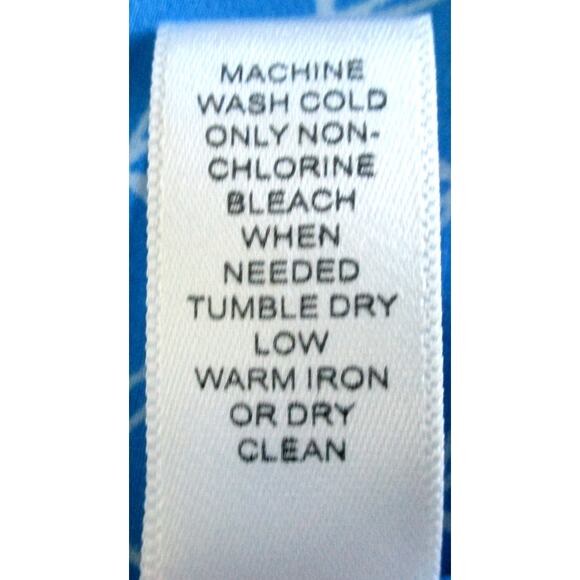 MACHINE
WASH COLD
ONLY NON-
CHLORINE
BLEACH
WHEN
NEEDED
TUMBLE DRY
LOW
WARM IRON
OR DRY
CLEAN